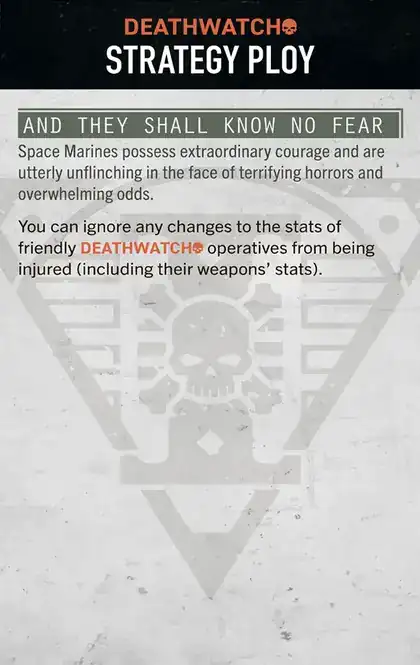 DEATHWATCH
STRATEGY PLOY
AND THEY SHALL KNOW NO FEAR
Space Marines possess extraordinary courage and are
utterly unflinching in the face of terrifying horrors and
overwhelming odds.
You can ignore any changes to the stats of
friendly DEATHWATCH operatives from being
injured (including their weapons’ stats).